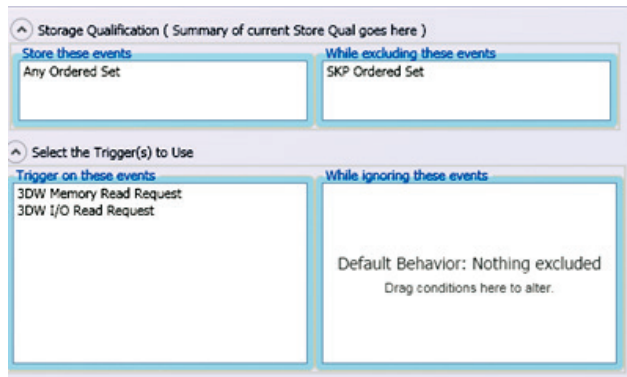 Storage Qualification ( Summary of current Store Qual goes here )
Store these events
Any Ordered Set
While excluding these events
SKP Ordered Set
Select the Trigger(s) to Use
Trigger on these events
3DW Memory Read Request
3DW I/O Read Request
While ignoring these events
Default Behavior: Nothing excluded
Drag conditions here to alter.